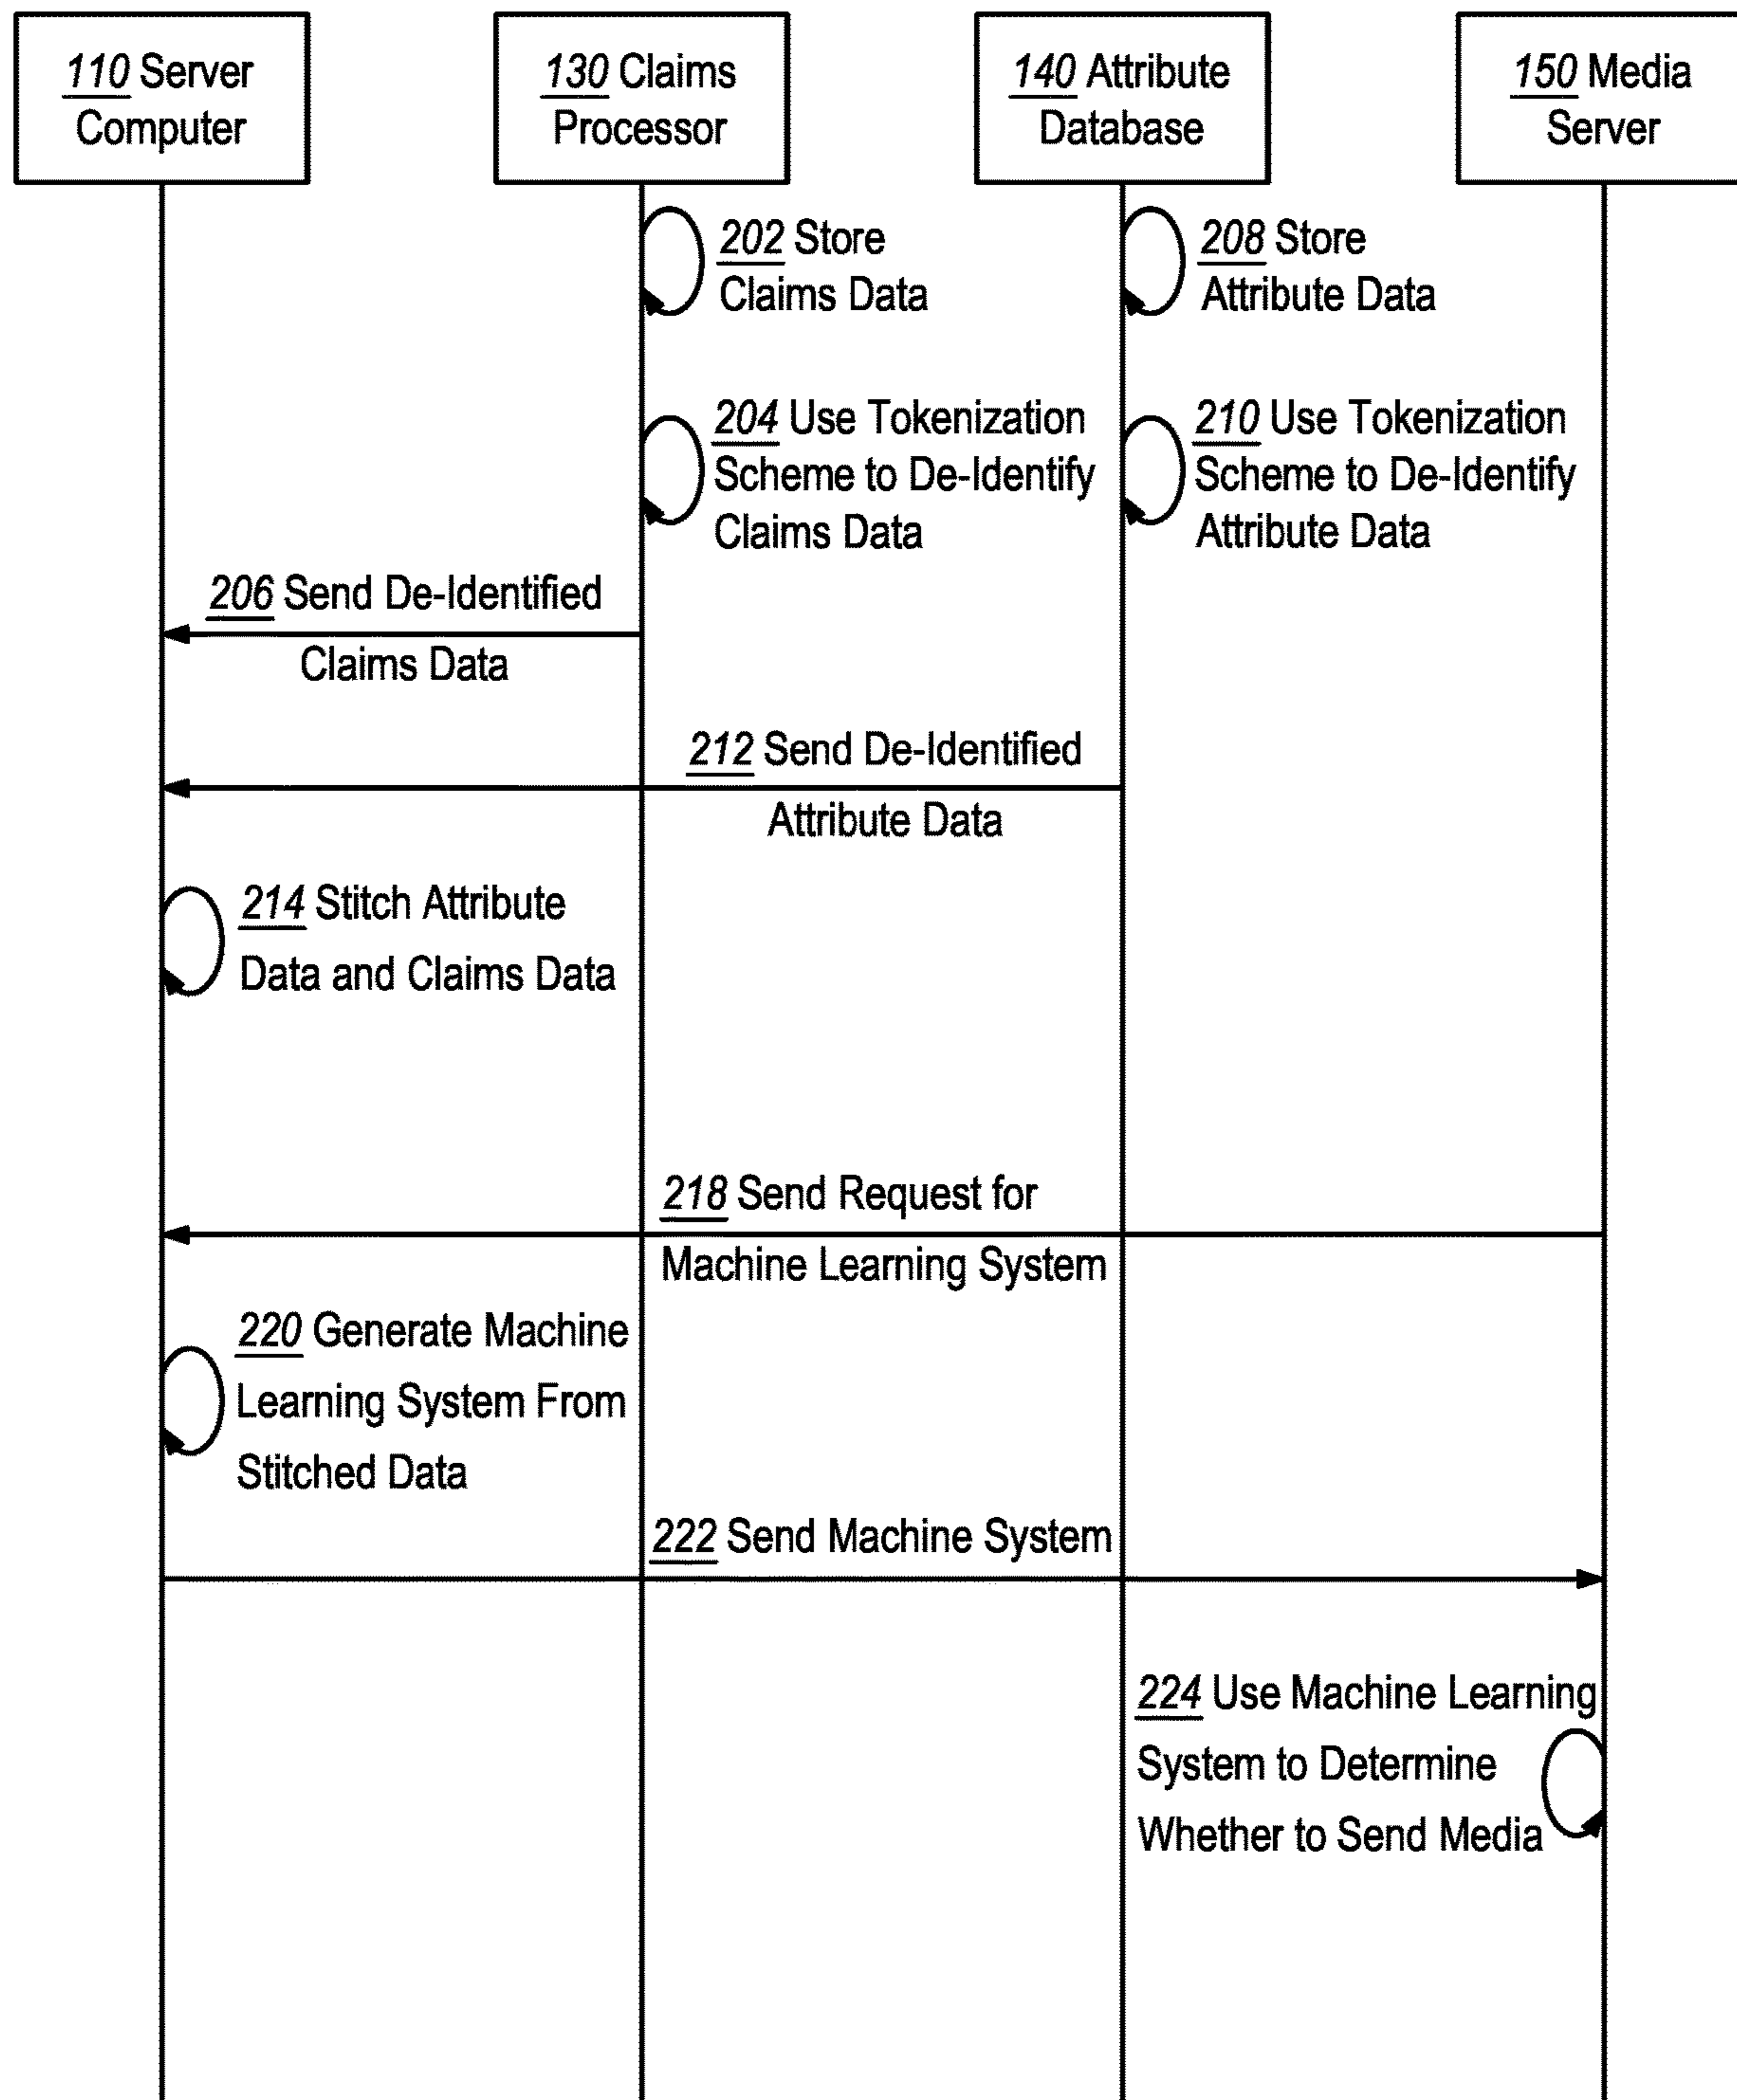 110 Server
Computer
130 Claims
Processor
140 Attribute
Database
150 Media
Server
202 Store
Claims Data
208 Store
Attribute Data
204 Use Tokenization
Scheme to De-Identify
Claims Data
210 Use Tokenization
Scheme to De-Identify
Attribute Data
206 Send De-Identified
Claims Data
212 Send De-Identified
Attribute Data
214 Stitch Attribute
Data and Claims Data
218 Send Request for
Machine Learning System
220 Generate Machine
Learning System From
Stitched Data
222 Send Machine System
224 Use Machine Learning
System to Determine
Whether to Send Media